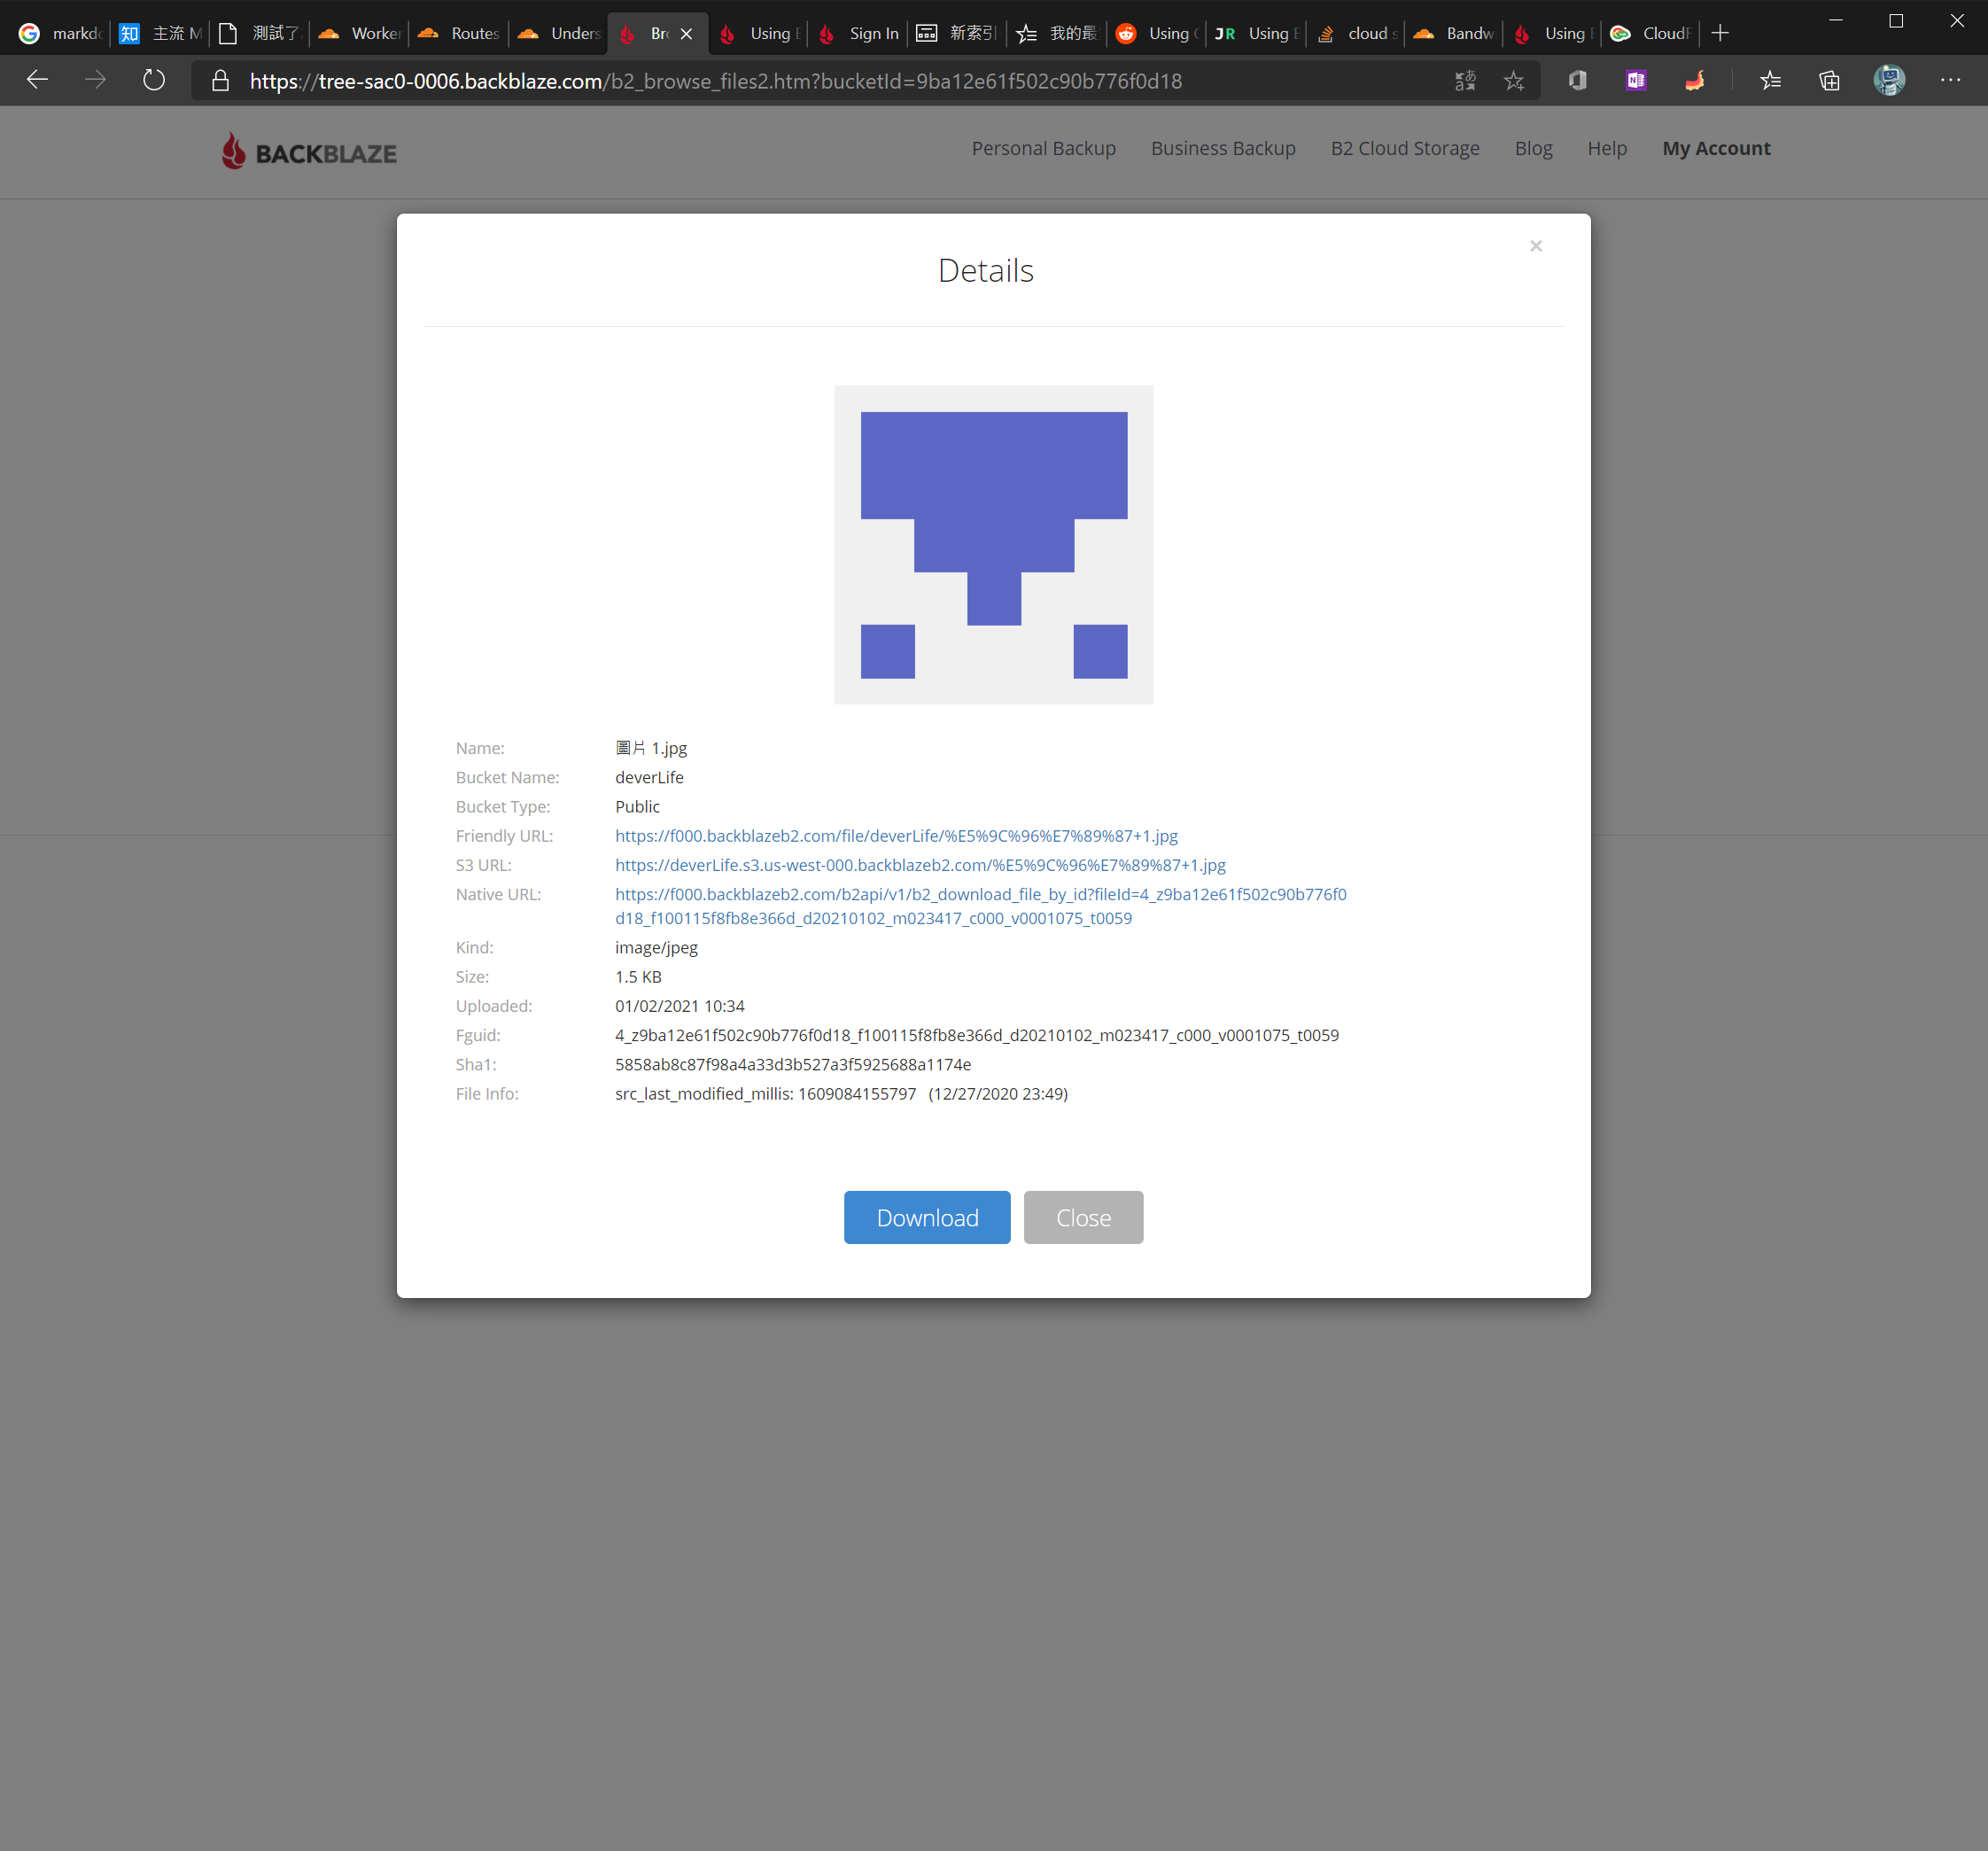 markdo
知 主流 M
測試了
Worker
Routes
Unders
Bro
Using B
Sign In
新索引
我的最
Using
JR Using B
cloud s
Bandw
Using B
CloudF
https://tree-sac0-0006.backblaze.com/b2_browse_files2.htm?bucketId=9ba12e61f502c90b776f0d18
BACKBLAZE
Personal Backup Business Backup B2 Cloud Storage Blog Help My Account
Details
Name: 圖片 1.jpg
Bucket Name: deverLife
Bucket Type: Public
Friendly URL: https://f000.backblazeb2.com/file/deverLife/%E5%9C%96%E7%89%87+1.jpg
S3 URL: https://deverLife.s3.us-west-000.backblazeb2.com/%E5%9C%96%E7%89%87+1.jpg
Native URL: https://f000.backblazeb2.com/b2api/v1/b2_download_file_by_id?fileId=4_z9ba12e61f502c90b776f0
d18_f100115f8fb8e366d_d20210102_m023417_c000_v0001075_t0059
Kind: image/jpeg
Size: 1.5 KB
Uploaded: 01/02/2021 10:34
Fguid: 4_z9ba12e61f502c90b776f0d18_f100115f8fb8e366d_d20210102_m023417_c000_v0001075_t0059
Sha1: 5858ab8c87f98a4a33d3b527a3f5925688a1174e
File Info: src_last_modified_millis: 1609084155797 (12/27/2020 23:49)
Download Close